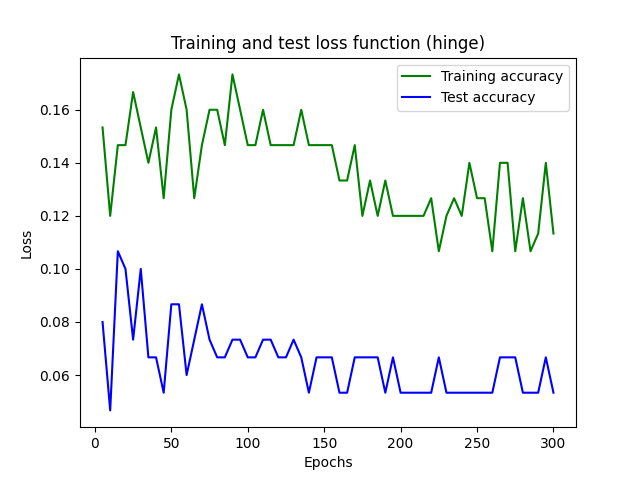 Training and test loss function (hinge)
Training accuracy
Test accuracy
0.16
0.14
0.12
0.10
0.08
0.06
Loss
0
50
100
150
200
250
300
Epochs